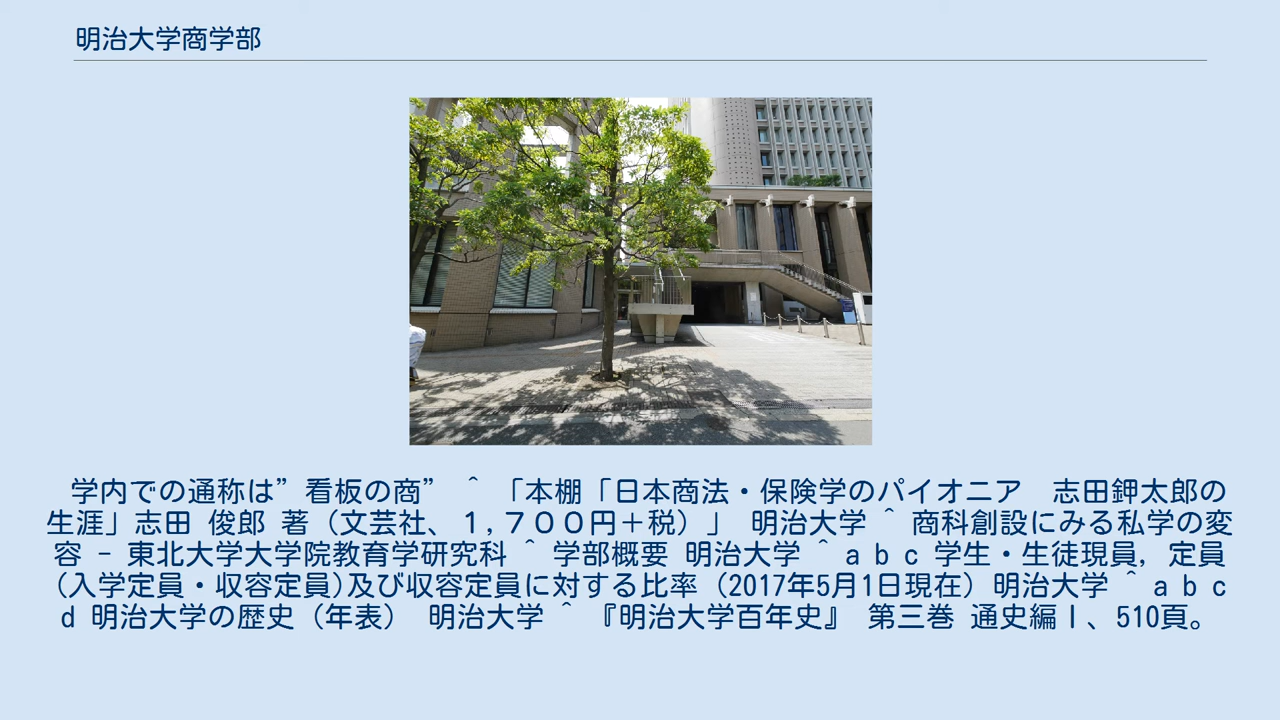 明治大学商学部
学内での通称は”看板の商” ＾ 「本棚「日本商法・保険学のパイオニア　志田鉀太郎の
生涯」志田 俊郎 著（文芸社、１,７００円＋税）」 明治大学 ＾ 商科創設にみる私学の変
容 - 東北大学大学院教育学研究科 ＾ 学部概要 明治大学 ＾ ａｂｃ 学生・生徒現員，定員
(入学定員・収容定員)及び収容定員に対する比率（2017年5月1日現在）明治大学 ＾ ａｂｃ
ｄ 明治大学の歴史（年表） 明治大学 ＾ 『明治大学百年史』 第三巻 通史編Ⅰ、510頁。